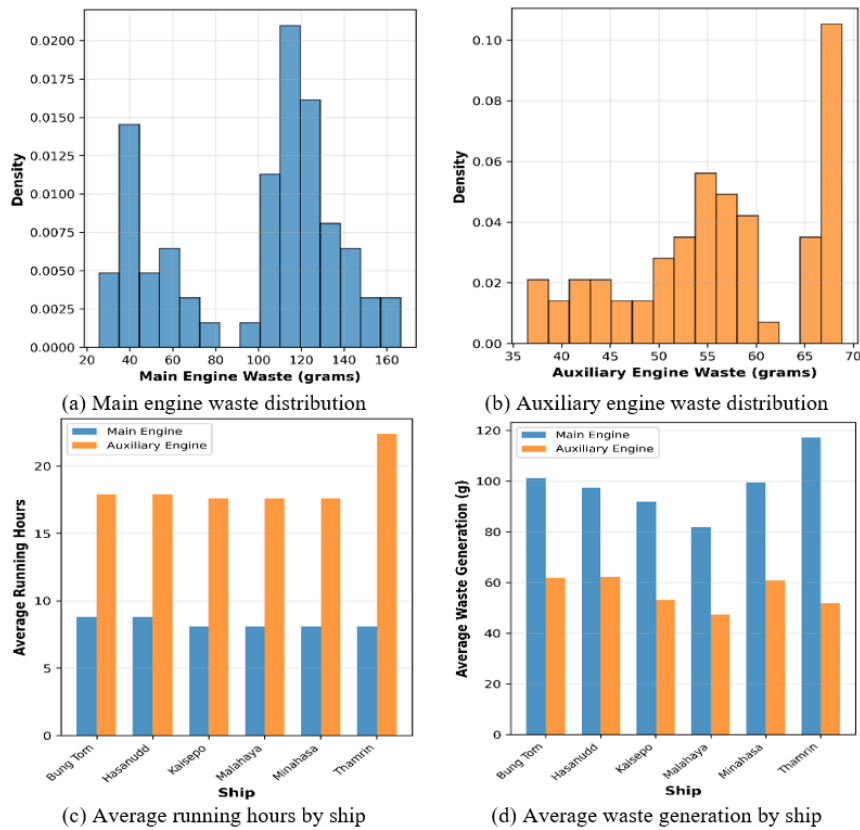 0.0200
0.0175
0.0150
0.0125
0.0100
0.0075
0.0050
0.0025
0.0000
Density
20 40 60 80 100 120 140 160
Main Engine Waste (grams)
(a) Main engine waste distribution
0.10
0.08
0.06
0.04
0.02
0.00
Density
35 40 45 50 55 60 65 70
Auxiliary Engine Waste (grams)
(b) Auxiliary engine waste distribution
Main Engine
Auxiliary Engine
20
15
10
5
0
Average Running Hours
Bung Tom Hasanudd Kalsepo Malahaya Minahasa Thamrin
Ship
(c) Average running hours by ship
Main Engine
Auxiliary Engine
120
100
80
60
40
20
0
Average Waste Generation (g)
Bung Tom Hasanudd Kaisepo Malahaya Minahasa Thamrin
Ship
(d) Average waste generation by ship